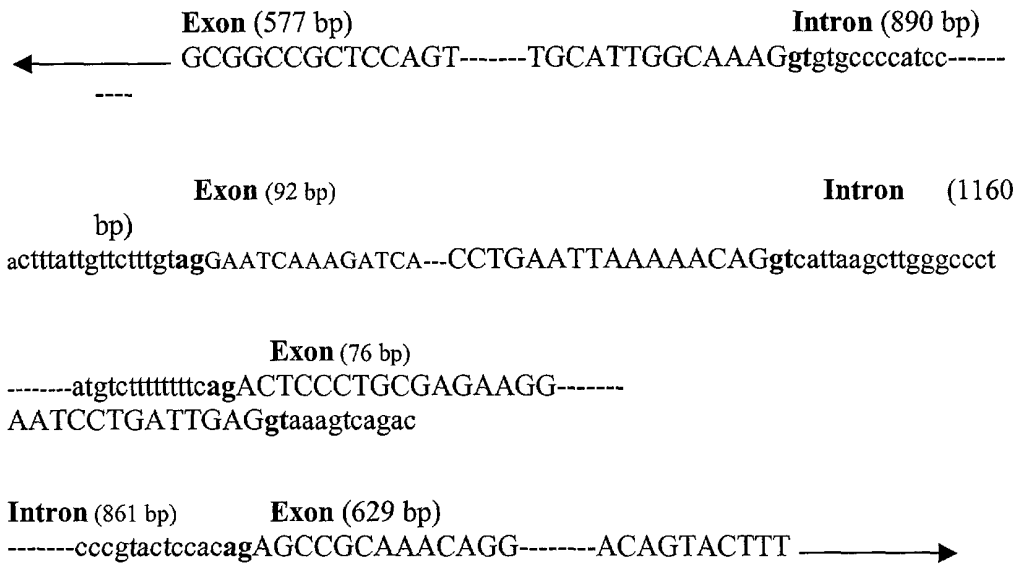 Exon (577 bp) Intron (890 bp)
GCGGCCGCTCCAGT-------TGCATTGGCAAAGgtgtgccccatcc------
----
Exon (92 bp) Intron (1160
bp)
actttattgttctttgtagGAATCAAAGATCA---CCTGAATTAAAAACAGgtcattaagcttgggccct
Exon (76 bp)
--------atgtctttttttttcagACTCCCTGCGAGAAGG-------
AATCCTGATTGAGgtaaagtcagac
Intron (861 bp) Exon (629 bp)
-------cccgtactccacagAGCCGCAAACAGG--------ACAGTACTTT